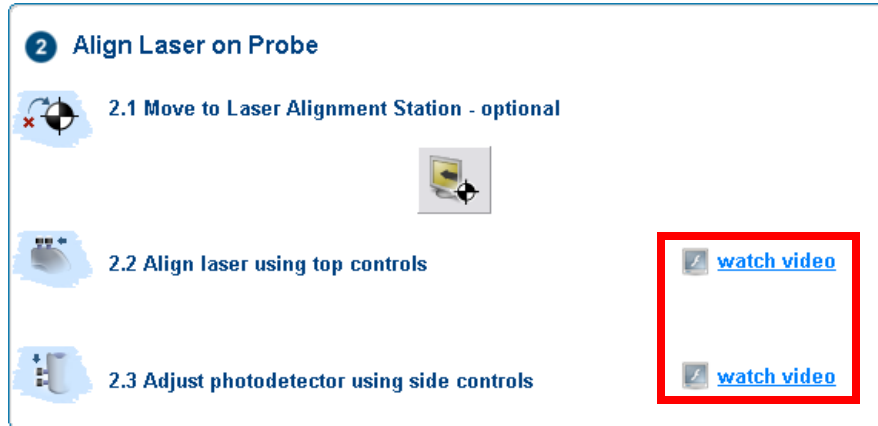 2 Align Laser on Probe
2.1 Move to Laser Alignment Station - optional
2.2 Align laser using top controls watch video
2.3 Adjust photodetector using side controls watch video